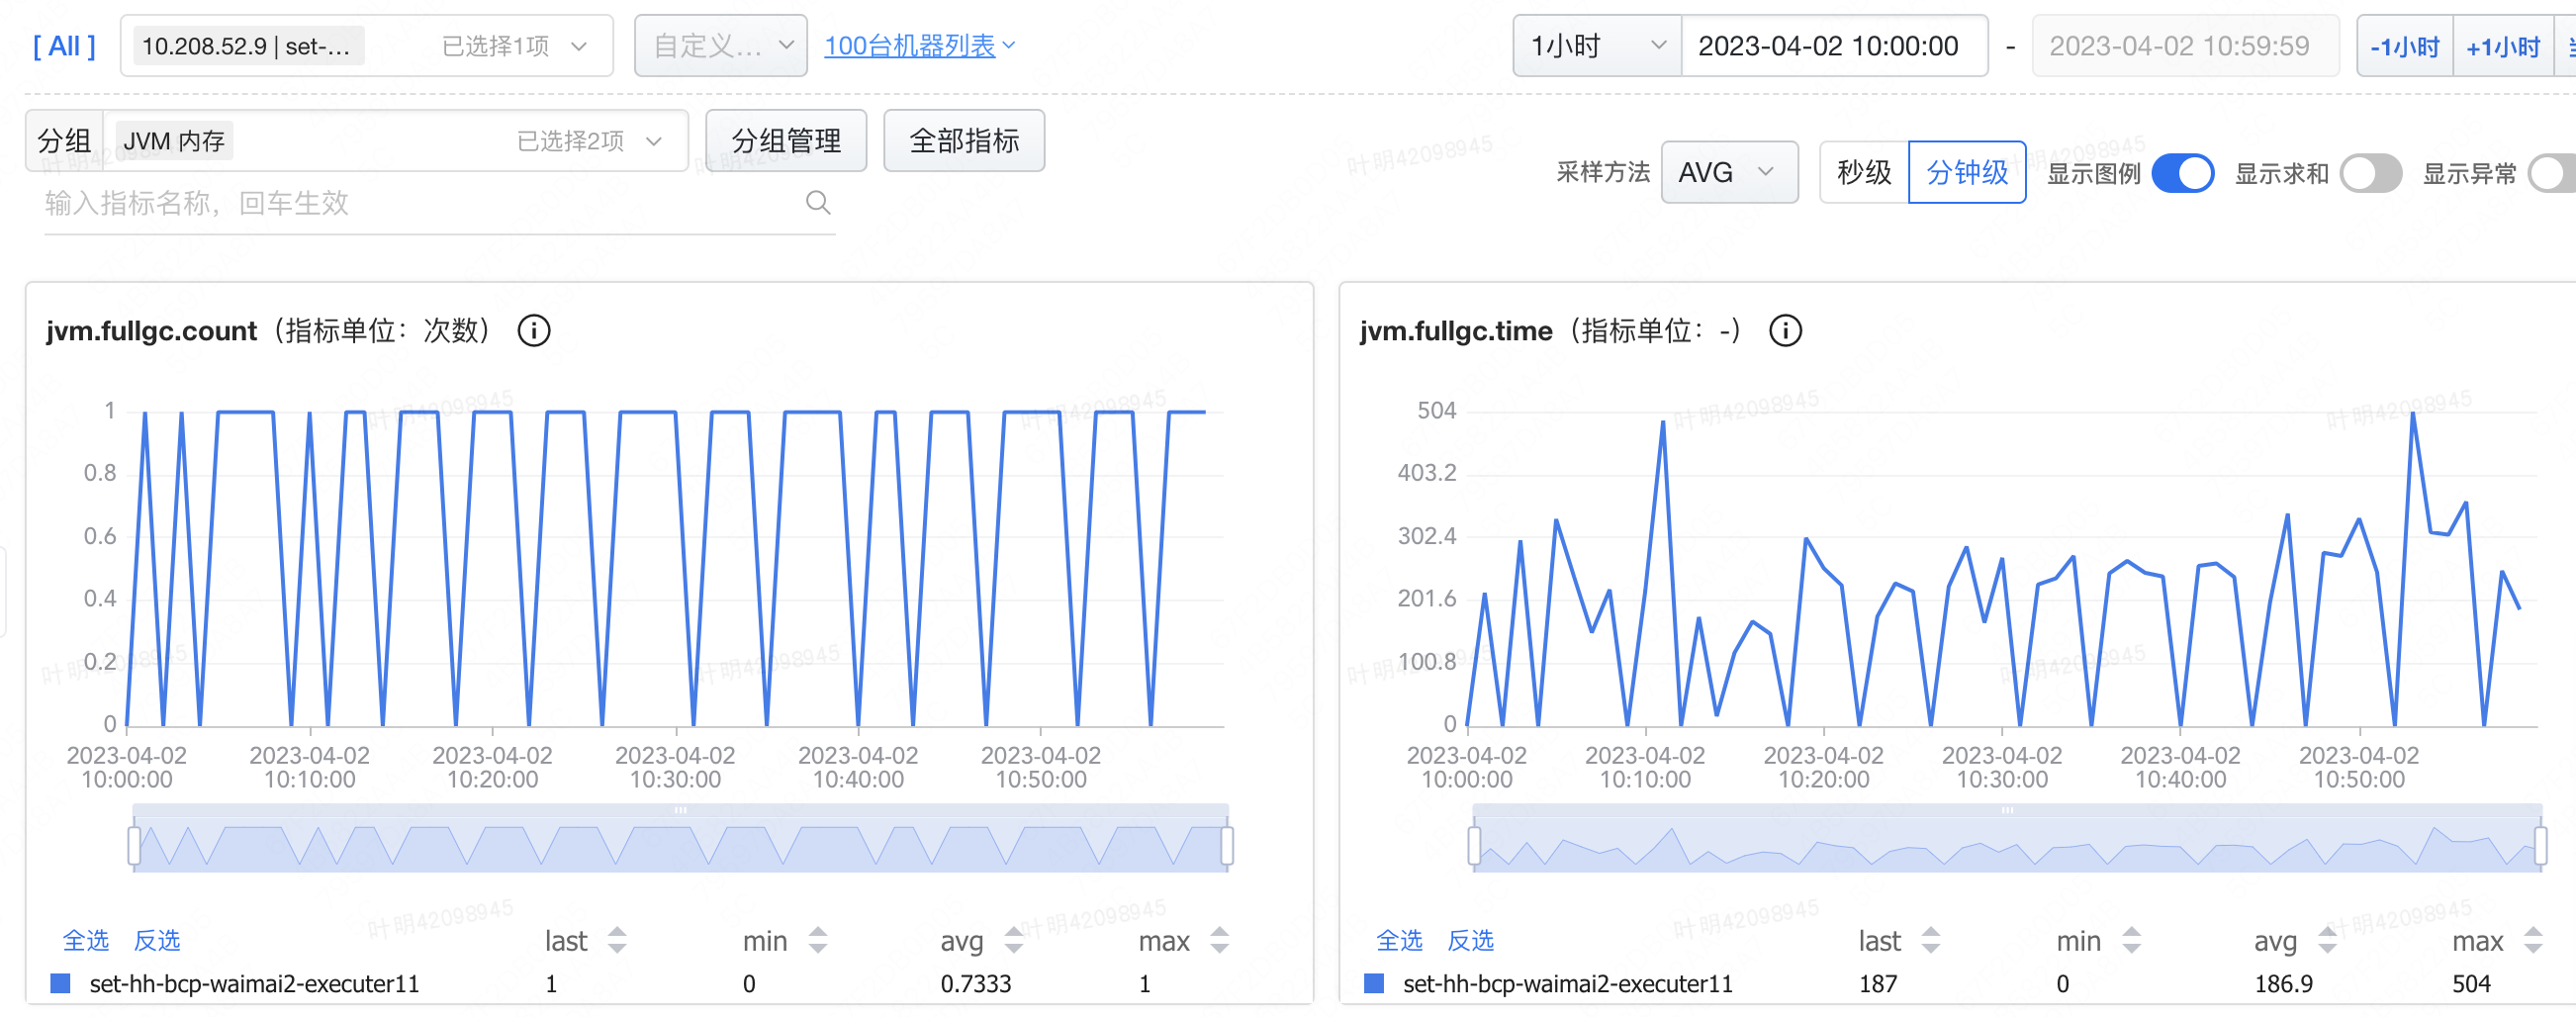 [ All ] 10.208.52.9 | set-... 已选择1项 自定义... 100台机器列表 1小时 2023-04-02 10:00:00 - 2023-04-02 10:59:59 -1小时 +1小时
分组 JVM 内存 已选择2项 分组管理 全部指标
采样方法 AVG 秒级 分钟级 显示图例 显示求和 显示异常
输入指标名称，回车生效
jvm.fullgc.count（指标单位：次数）
1
0.8
0.6
0.4
0.2
0
2023-04-02 2023-04-02 2023-04-02 2023-04-02 2023-04-02 2023-04-02
10:00:00 10:10:00 10:20:00 10:30:00 10:40:00 10:50:00
全选 反选 last min avg max
set-hh-bcp-waimai2-executer11 1 0 0.7333 1
jvm.fullgc.time（指标单位：-）
504
403.2
302.4
201.6
100.8
0
2023-04-02 2023-04-02 2023-04-02 2023-04-02 2023-04-02 2023-04-02
10:00:00 10:10:00 10:20:00 10:30:00 10:40:00 10:50:00
全选 反选 last min avg max
set-hh-bcp-waimai2-executer11 187 0 186.9 504
叶明42098945